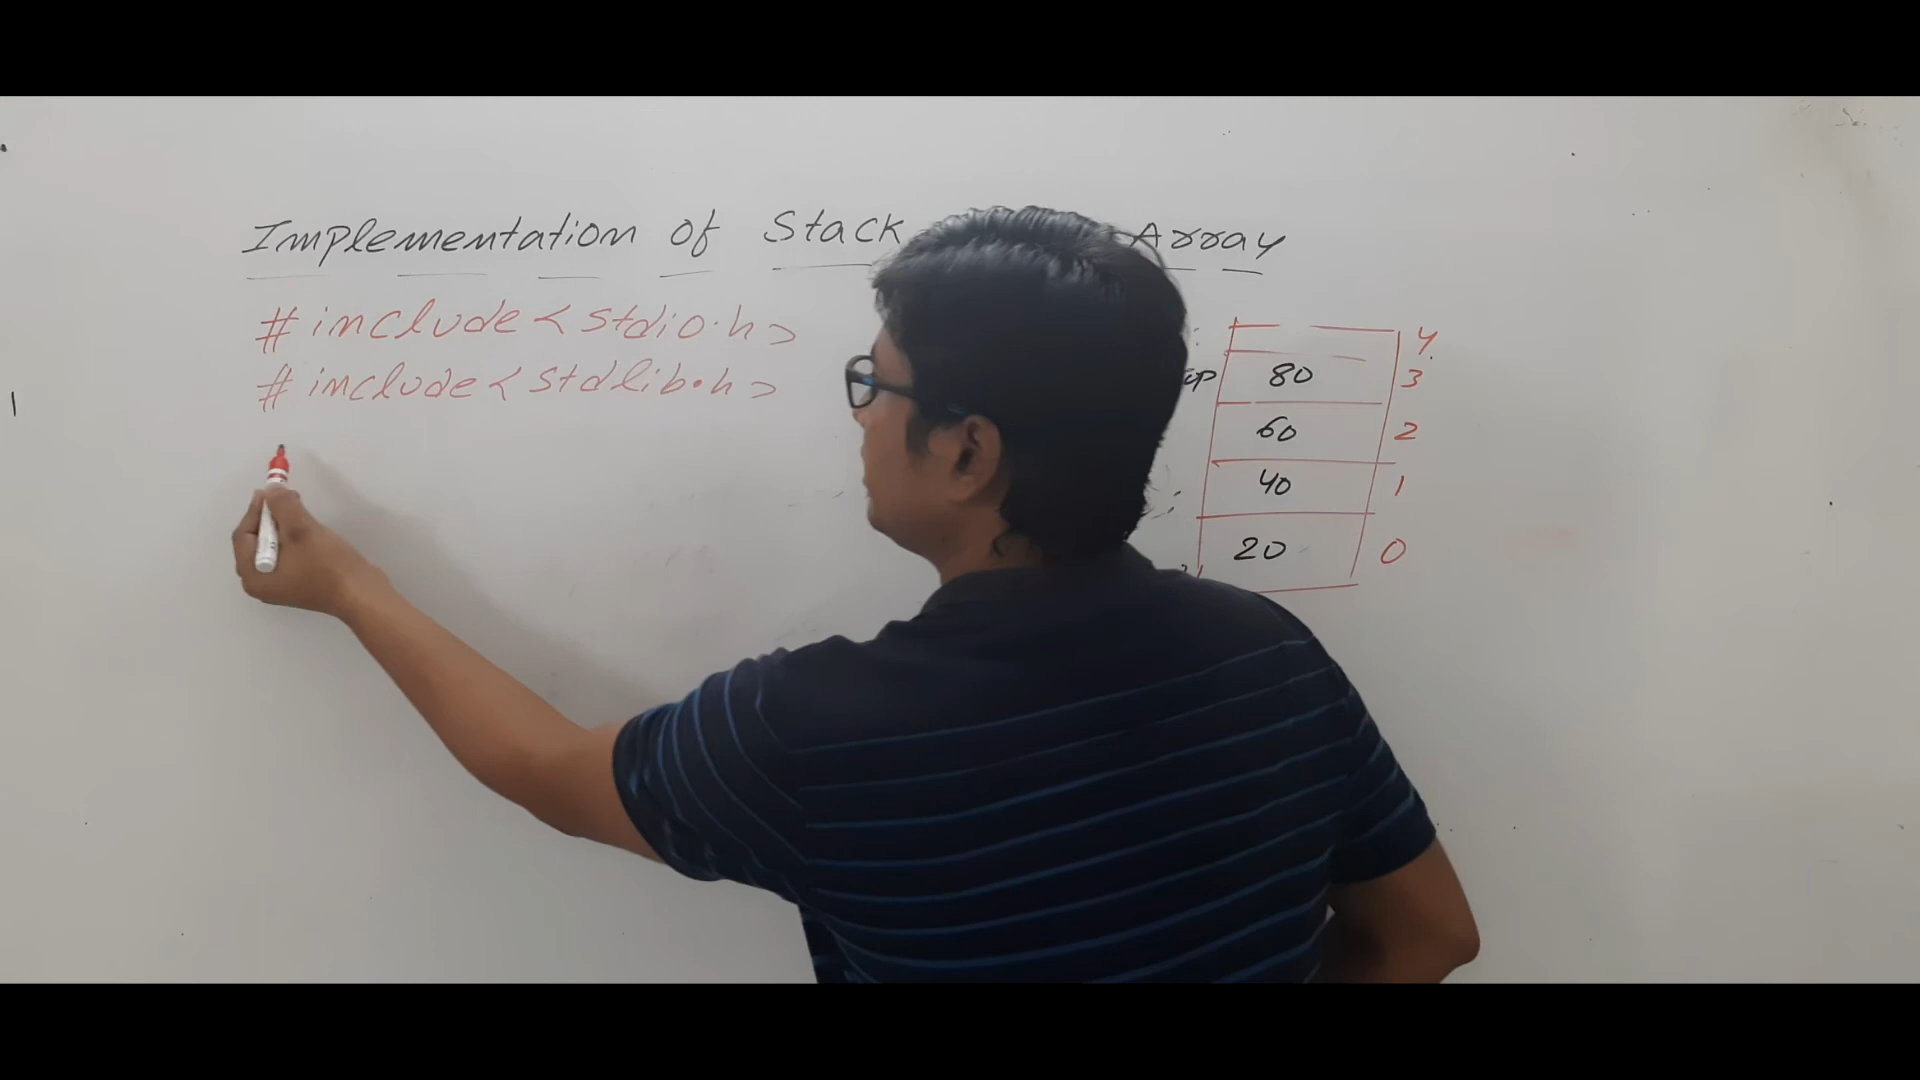 Implementation of Stack Array
#include<stdio.h>
#include<stdlib.h>
4
80 3
60 2
40 1
20 0